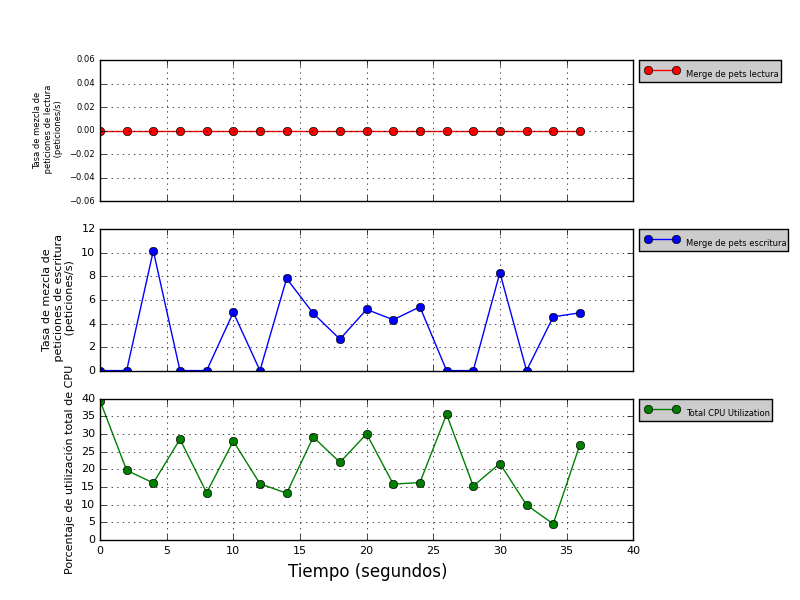 0.06
0.04
0.02
0.00
−0.02
−0.04
−0.06
Tasa de mezcla de
peticiones de lectura
(peticiones/s)
Merge de pets lectura
12
10
8
6
4
2
0
Tasa de mezcla de
peticiones de escritura
(peticiones/s)
Merge de pets escritura
40
35
30
25
20
15
10
5
0
Porcentaje de utilización total de CPU
Total CPU Utilization
0 5 10 15 20 25 30 35 40
Tiempo (segundos)